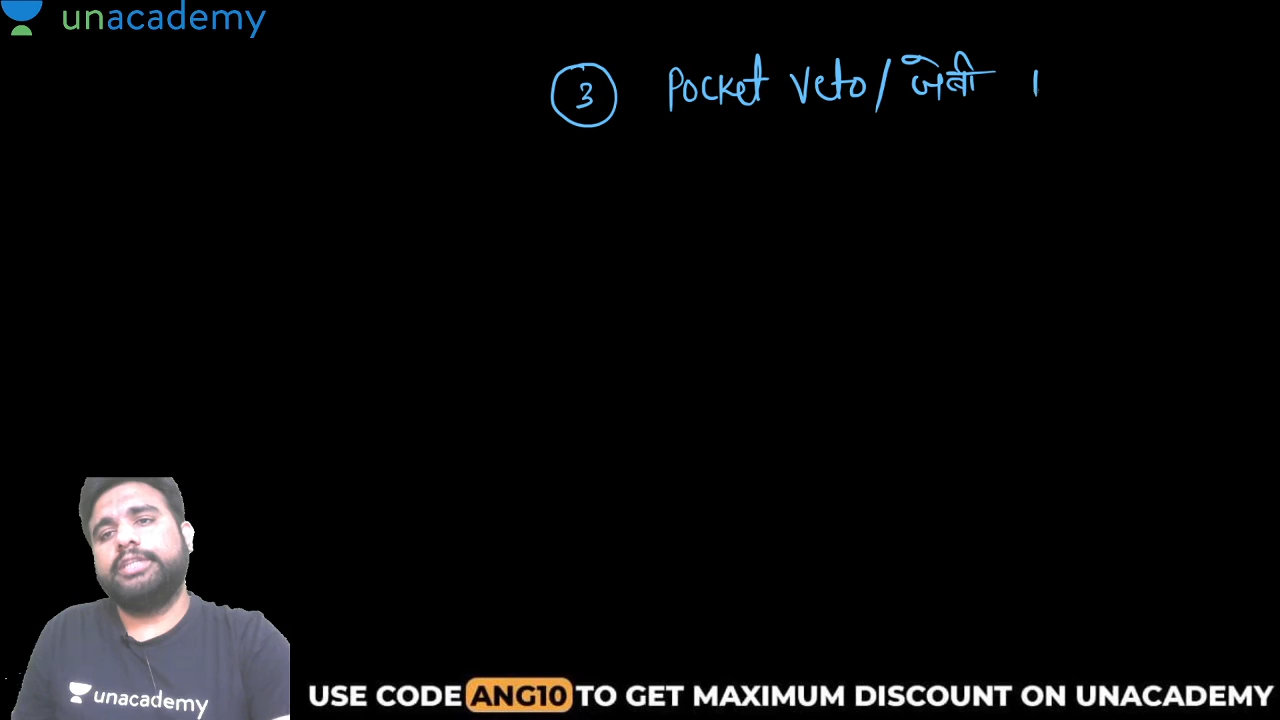 unacademy
3 Pocket Veto / जेबी
unacademy
USE CODE ANG10 TO GET MAXIMUM DISCOUNT ON UNACADEMY